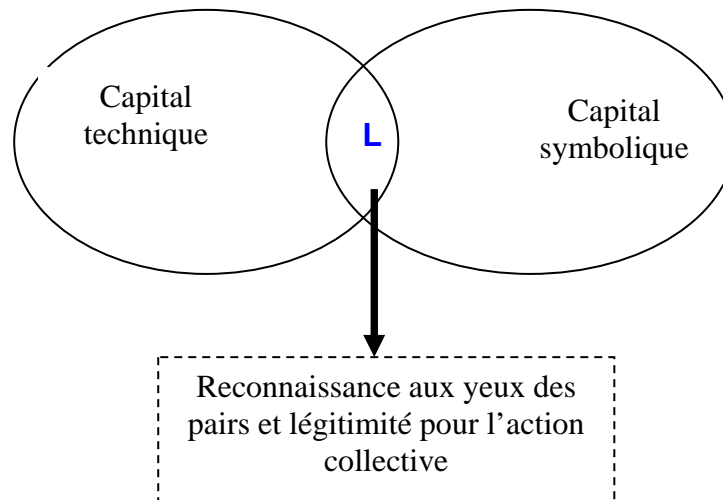 Capital
technique
L
Capital
symbolique
Reconnaissance aux yeux des
pairs et légitimité pour l’action
collective